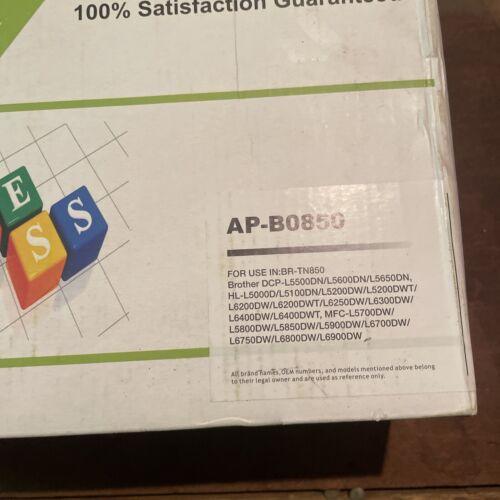 100% Satisfaction Guaranteed
E
S
S
AP-B0850
FOR USE IN:BR-TN850
Brother DCP-L5500DN/L5600DN/L5650DN,
HL-L5000D/L5100DN/L5200DW/L5200DWT/
L6200DW/L6200DWT/L6250DW/L6300DW/
L6400DW/L6400DWT, MFC-L5700DW/
L5800DW/L5850DW/L5900DW/L6700DW/
L6750DW/L6800DW/L6900DW
All brand names, OEM numbers, and models mentioned above belong
to their legal owner and are used as reference only.